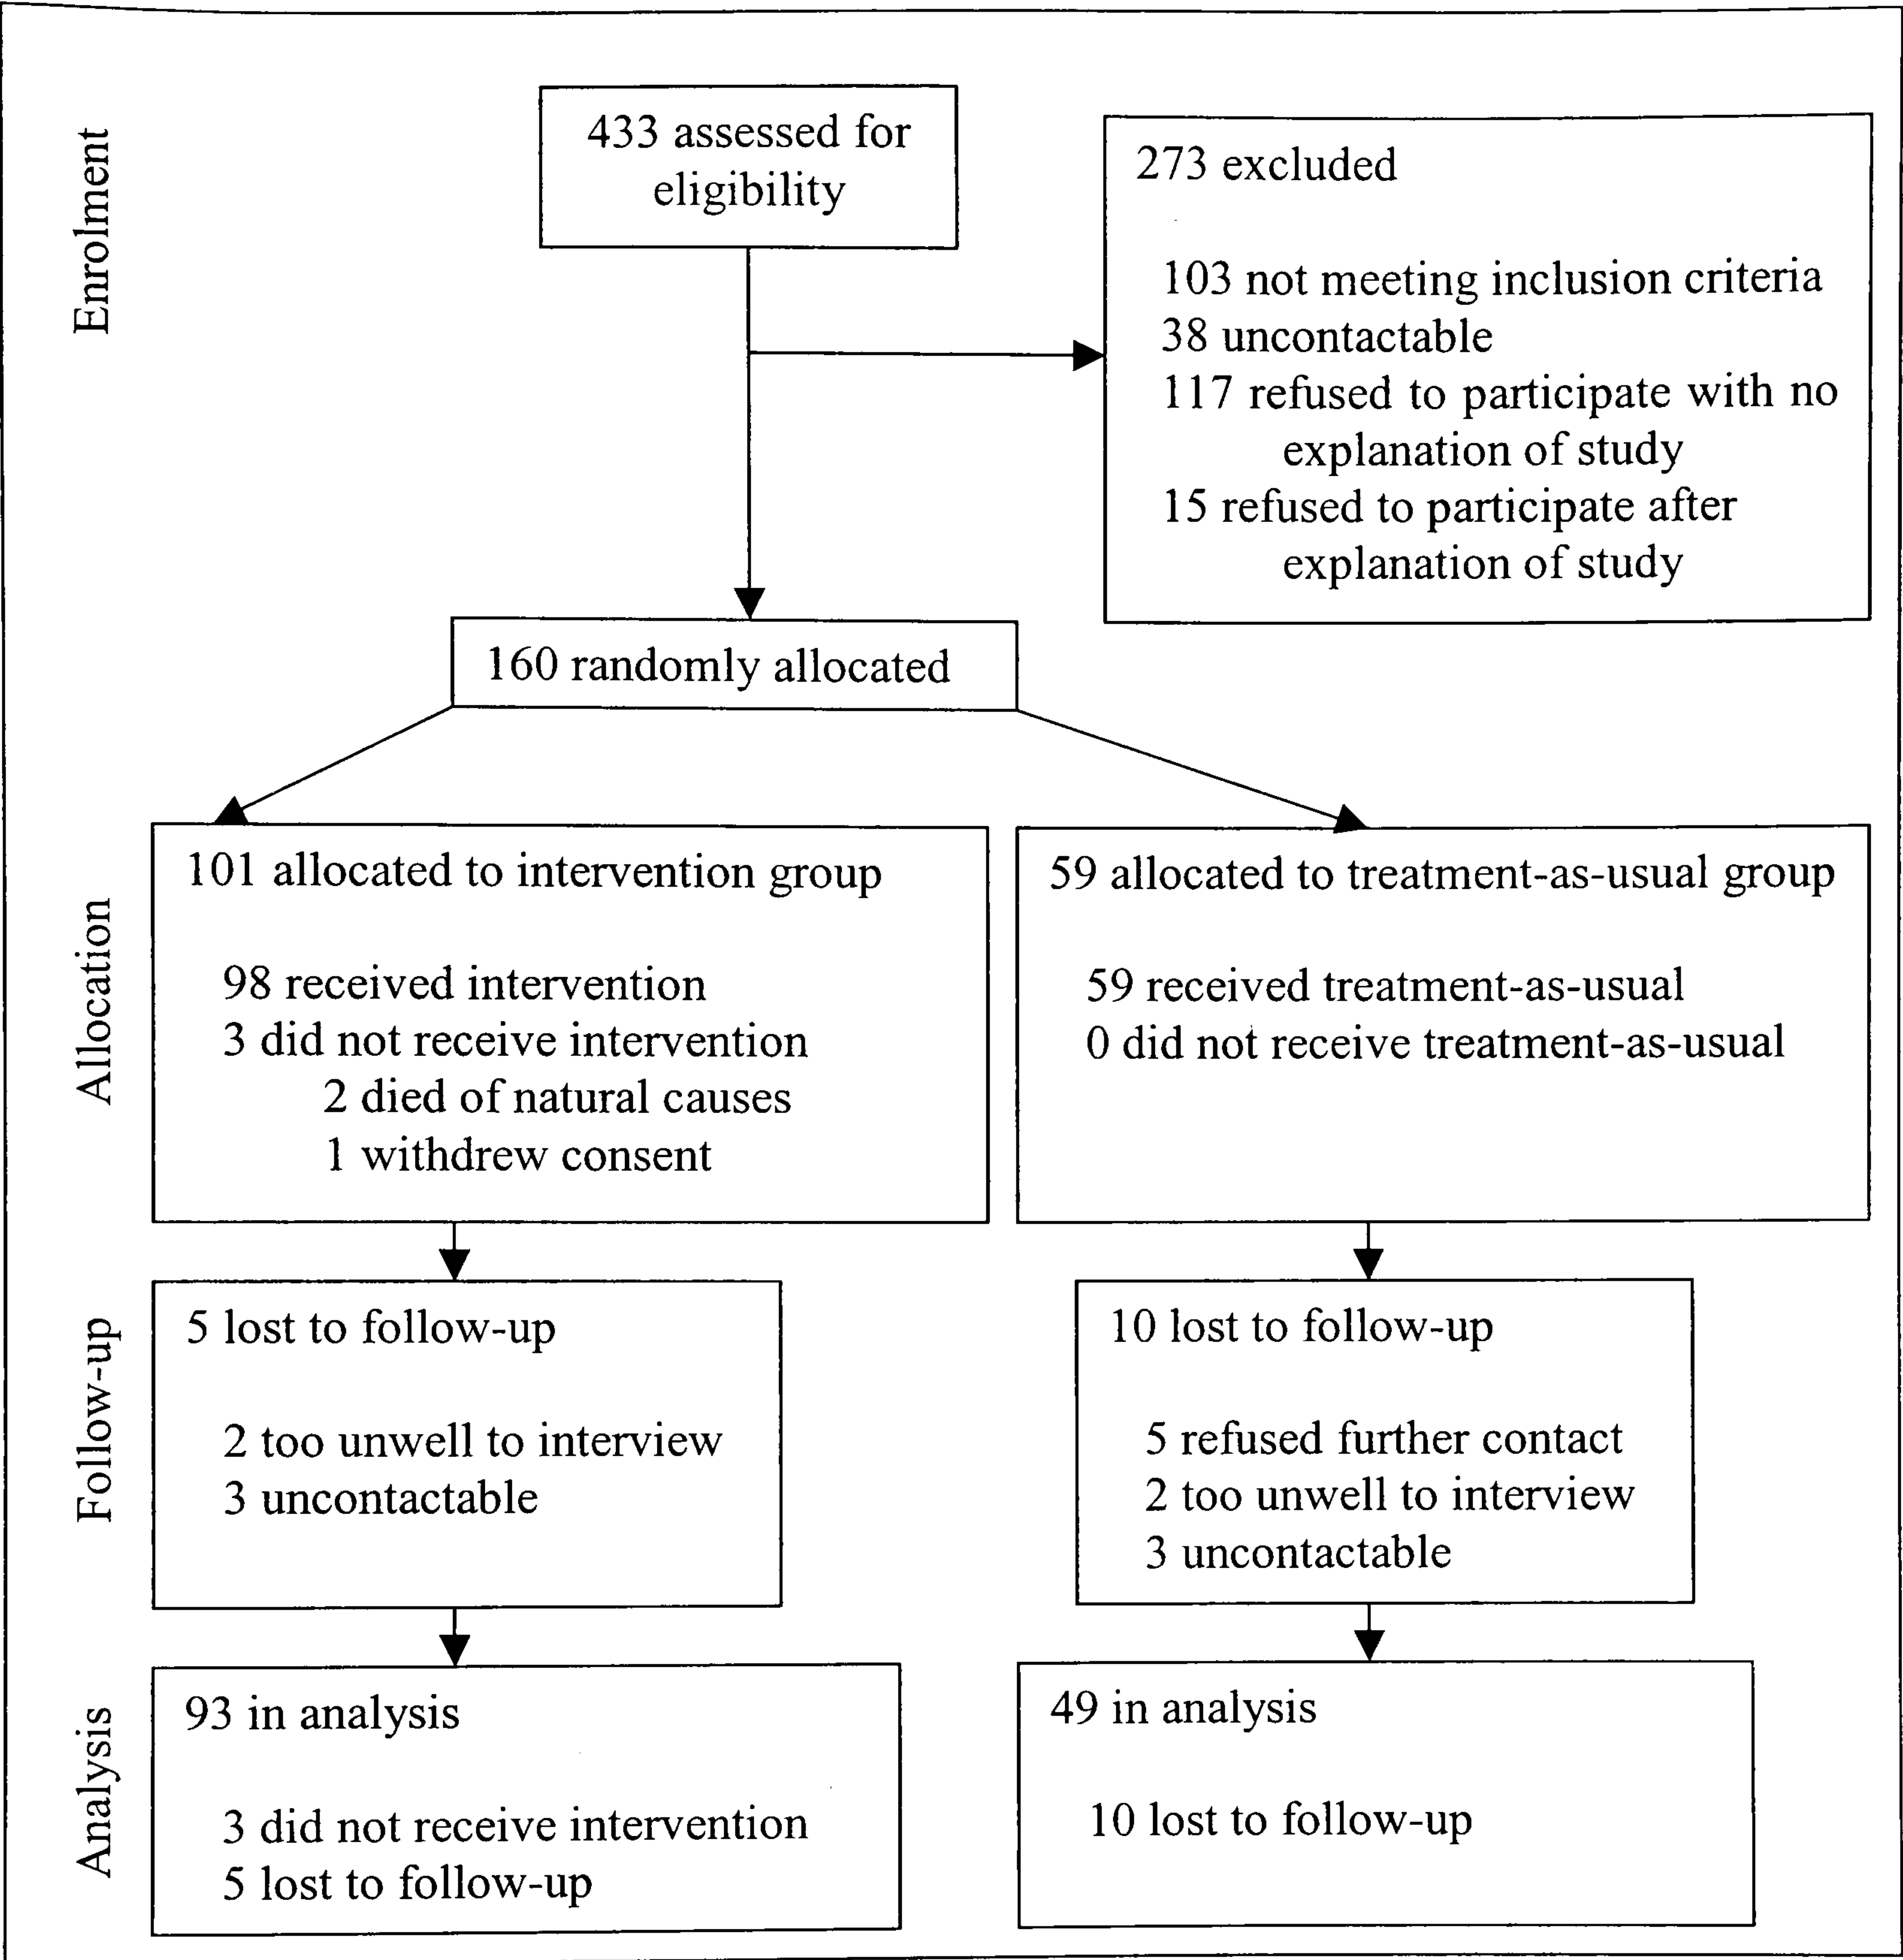 Enrolment
433 assessed for
eligibility
273 excluded
103 not meeting inclusion criteria
38 uncontactable
117 refused to participate with no
explanation of study
15 refused to participate after
explanation of study
160 randomly allocated
Allocation
101 allocated to intervention group
98 received intervention
3 did not receive intervention
2 died of natural causes
1 withdrew consent
59 allocated to treatment-as-usual group
59 received treatment-as-usual
0 did not receive treatment-as-usual
Follow-up
5 lost to follow-up
2 too unwell to interview
3 uncontactable
10 lost to follow-up
5 refused further contact
2 too unwell to interview
3 uncontactable
Analysis
93 in analysis
3 did not receive intervention
5 lost to follow-up
49 in analysis
10 lost to follow-up